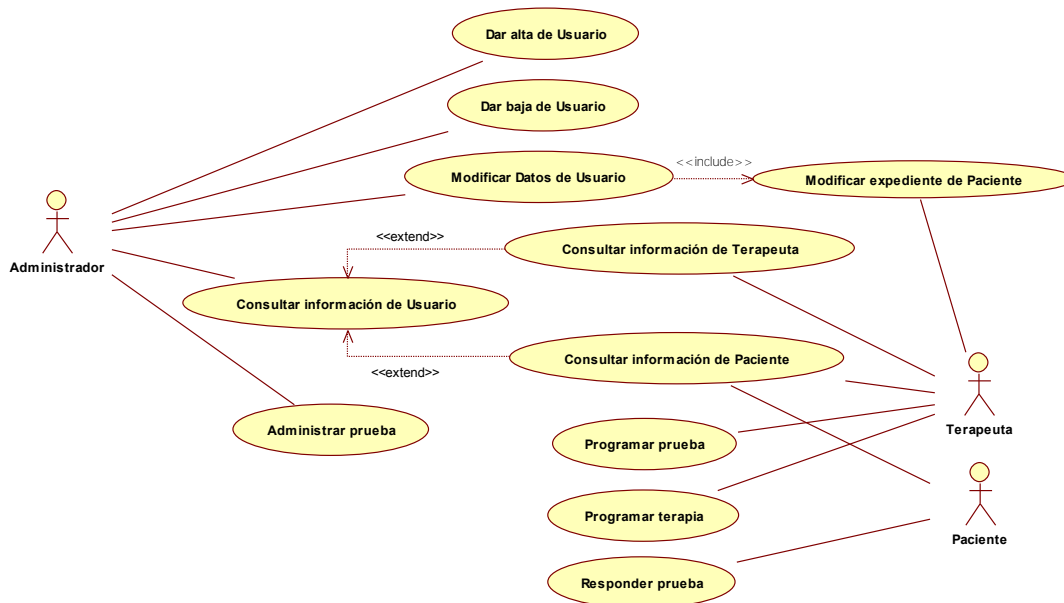 Dar alta de Usuario
Dar baja de Usuario
<<include>>
Modificar Datos de Usuario
Modificar expediente de Paciente
Administrador
<<extend>>
Consultar información de Terapeuta
Consultar información de Usuario
Consultar información de Paciente
<<extend>>
Administrar prueba
Terapeuta
Programar prueba
Programar terapia
Paciente
Responder prueba